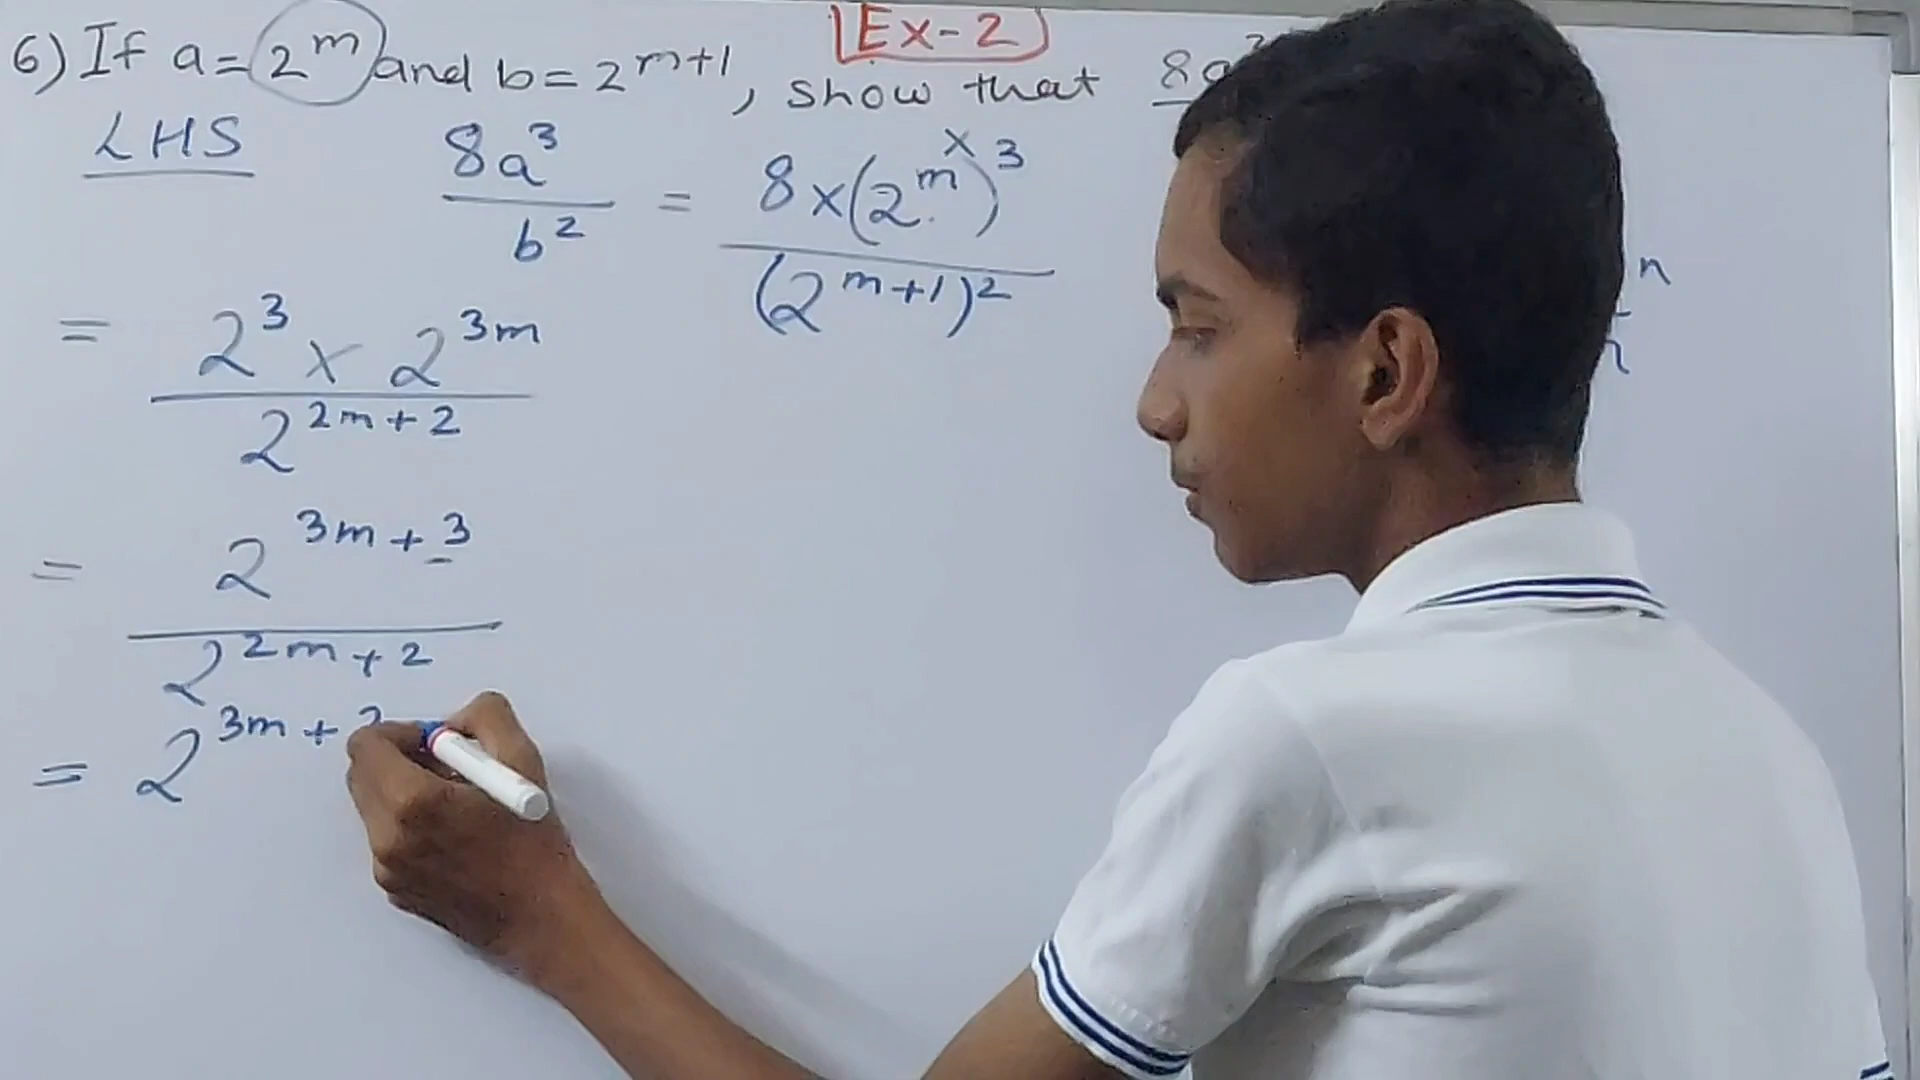 Ex-2
6) If a = 2^m and b = 2^{m+1}, show that 8a
LHS 8a^3/b^2 = 8×(2^m)^{×3}/(2^{m+1})^2
= 2^3 × 2^{3m}/2^{2m+2}
= 2^{3m+3}/2^{2m+2}
= 2^{3m+
n